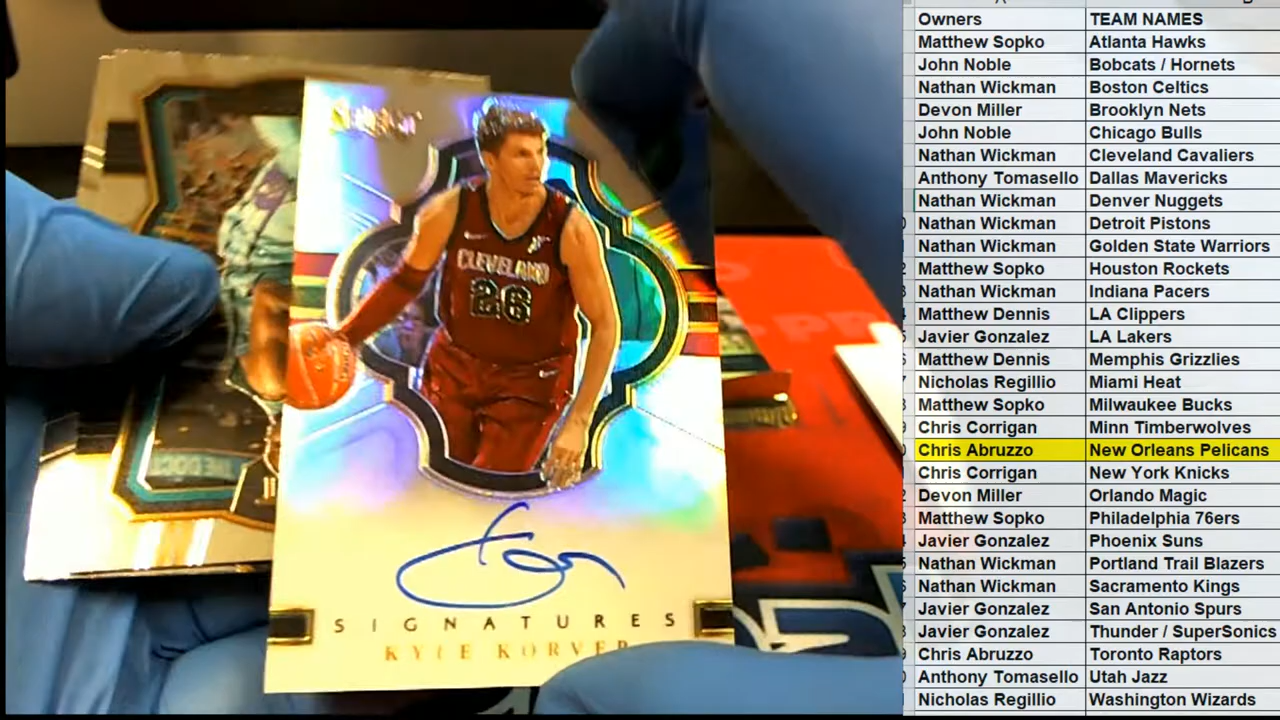 SELECT
CLEVELAND
26
SIGNATURES
KYLE KORVER
Owners TEAM NAMES
Matthew Sopko Atlanta Hawks
John Noble Bobcats / Hornets
Nathan Wickman Boston Celtics
Devon Miller Brooklyn Nets
John Noble Chicago Bulls
Nathan Wickman Cleveland Cavaliers
Anthony Tomasello Dallas Mavericks
Nathan Wickman Denver Nuggets
Nathan Wickman Detroit Pistons
Nathan Wickman Golden State Warriors
Matthew Sopko Houston Rockets
Nathan Wickman Indiana Pacers
Matthew Dennis LA Clippers
Javier Gonzalez LA Lakers
Matthew Dennis Memphis Grizzlies
Nicholas Regillio Miami Heat
Matthew Sopko Milwaukee Bucks
Chris Corrigan Minn Timberwolves
Chris Abruzzo New Orleans Pelicans
Chris Corrigan New York Knicks
Devon Miller Orlando Magic
Matthew Sopko Philadelphia 76ers
Javier Gonzalez Phoenix Suns
Nathan Wickman Portland Trail Blazers
Nathan Wickman Sacramento Kings
Javier Gonzalez San Antonio Spurs
Javier Gonzalez Thunder / SuperSonics
Chris Abruzzo Toronto Raptors
Anthony Tomasello Utah Jazz
Nicholas Regillio Washington Wizards